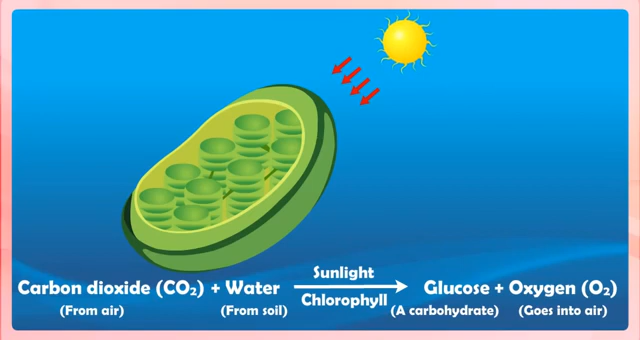 Sunlight
Carbon dioxide (CO₂) + Water Glucose + Oxygen (O₂)
Chlorophyll
(From air) (From soil) (A carbohydrate) (Goes into air)